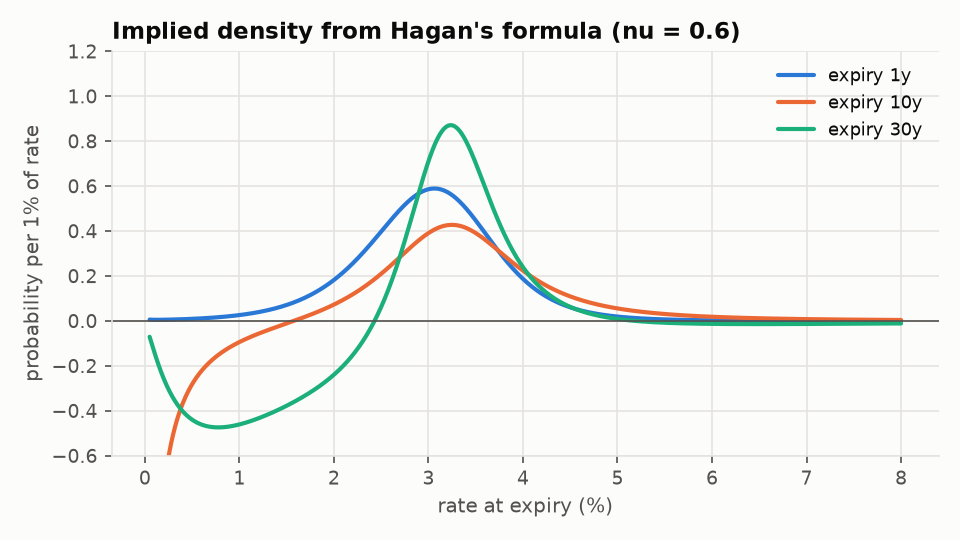 Implied density from Hagan's formula (nu = 0.6)
1.2
1.0
0.8
0.6
0.4
0.2
0.0
−0.2
−0.4
−0.6
probability per 1% of rate
expiry 1y
expiry 10y
expiry 30y
0 1 2 3 4 5 6 7 8
rate at expiry (%)